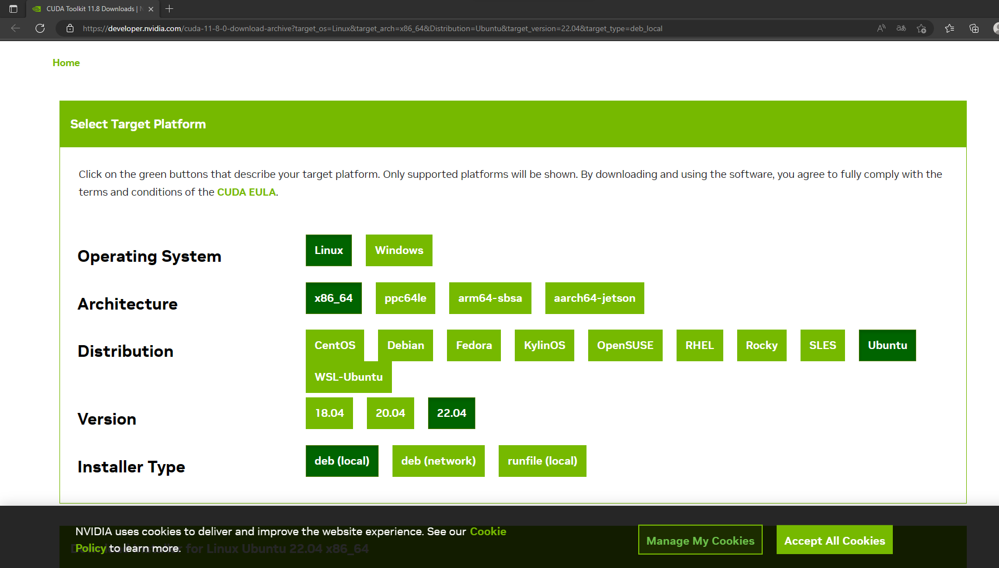 CUDA Toolkit 11.8 Downloads |
https://developer.nvidia.com/cuda-11-8-0-download-archive?target_os=Linux&target_arch=x86_64&Distribution=Ubuntu&target_version=22.04&target_type=deb_local
Home
Select Target Platform
Click on the green buttons that describe your target platform. Only supported platforms will be shown. By downloading and using the software, you agree to fully comply with the
terms and conditions of the CUDA EULA.
Operating System Linux Windows
Architecture x86_64 ppc64le arm64-sbsa aarch64-jetson
Distribution CentOS Debian Fedora KylinOS OpenSUSE RHEL Rocky SLES Ubuntu
WSL-Ubuntu
Version 18.04 20.04 22.04
Installer Type deb (local) deb (network) runfile (local)
NVIDIA uses cookies to deliver and improve the website experience. See our Cookie
Policy to learn more.
for Linux Ubuntu 22.04 x86_64
Manage My Cookies Accept All Cookies